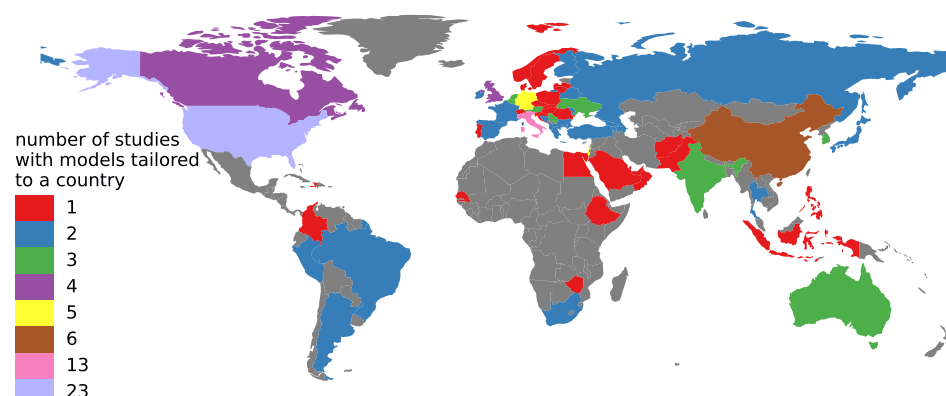 number of studies
with models tailored
to a country
1
2
3
4
5
6
13
23